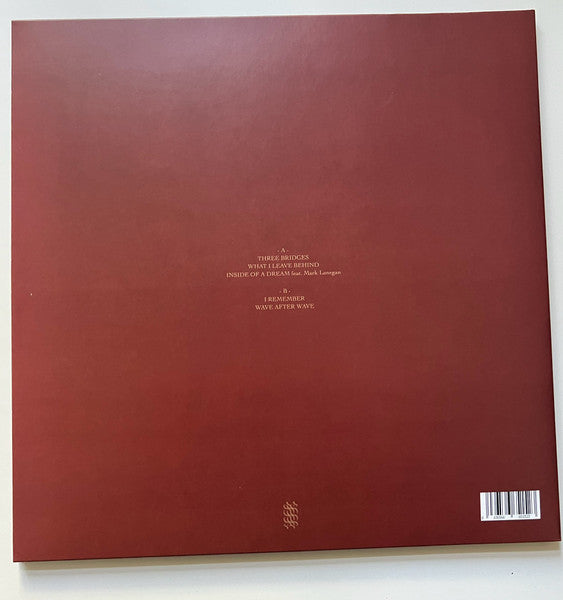 - A -
THREE BRIDGES
WHAT I LEAVE BEHIND
INSIDE OF A DREAM feat. Mark Lanegan
- B -
I REMEMBER
WAVE AFTER WAVE